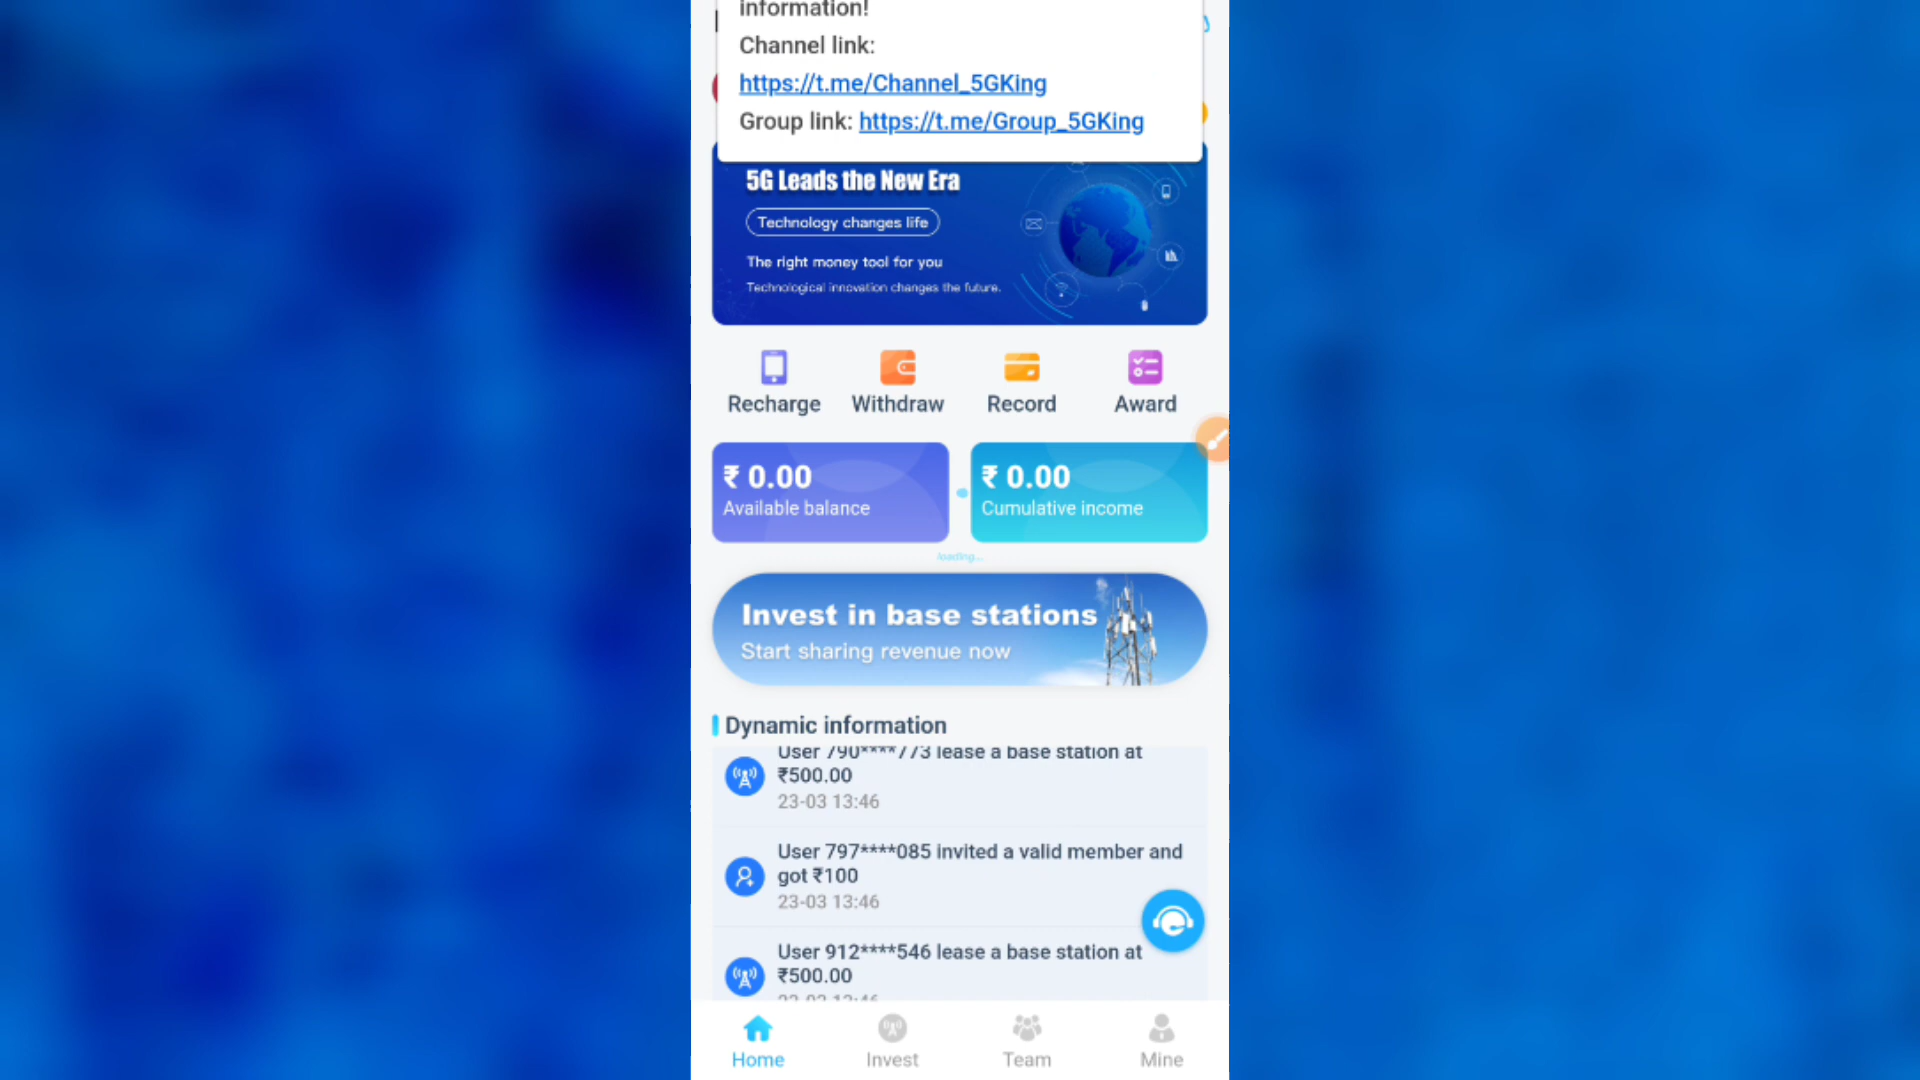 information!
Channel link:
https://t.me/Channel_5GKing
Group link: https://t.me/Group_5GKing
5G Leads the New Era
Technology changes life
The right money tool for you
Technological innovation changes the future.
Recharge Withdraw Record Award
₹ 0.00
Available balance
₹ 0.00
Cumulative income
loading...
Invest in base stations
Start sharing revenue now
Dynamic information
User 790****773 lease a base station at
₹500.00
23-03 13:46
User 797****085 invited a valid member and
got ₹100
23-03 13:46
User 912****546 lease a base station at
₹500.00
23-03 13:46
Home Invest Team Mine